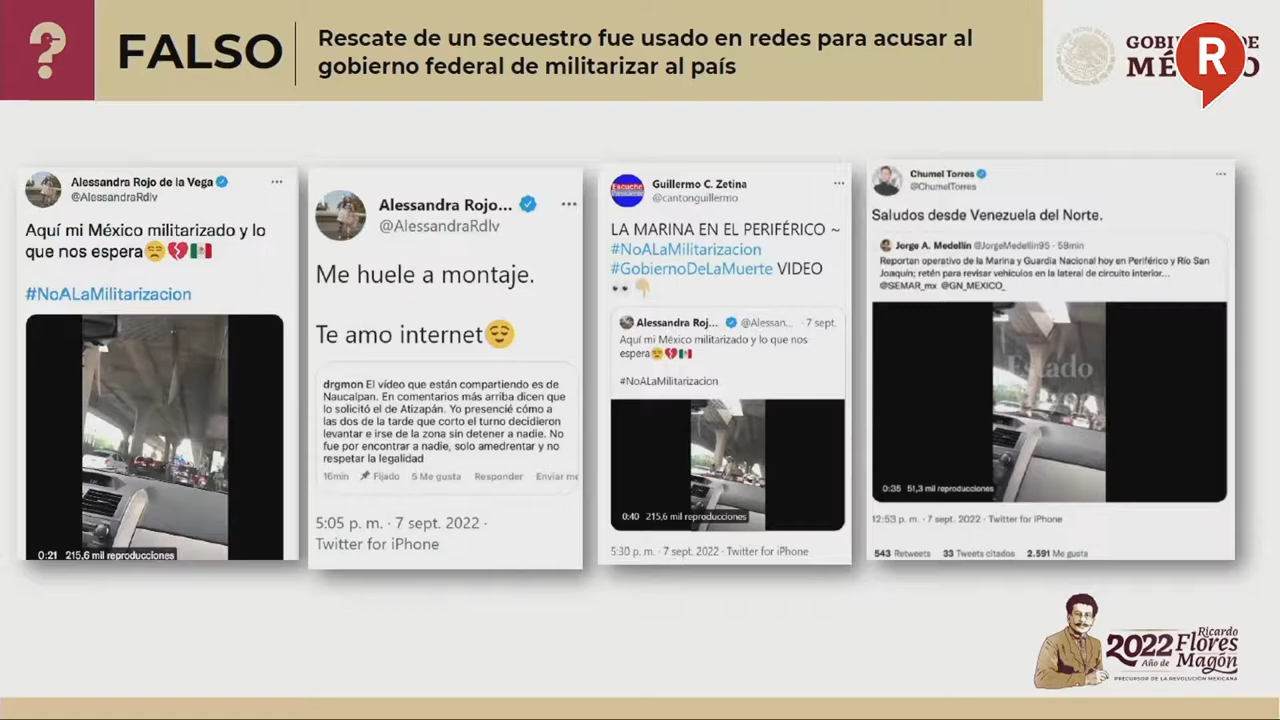 FALSO
Rescate de un secuestro fue usado en redes para acusar al
gobierno federal de militarizar al país
R
Alessandra Rojo de la Vega
@AlessandraRdlv
Aquí mi México militarizado y lo
que nos espera😔💔🇲🇽
#NoALaMilitarizacion
0:21 215,6 mil reproducciones
Alessandra Rojo...
@AlessandraRdlv
Me huele a montaje.
Te amo internet😌
drgmon El vídeo que están compartiendo es de
Naucalpan. En comentarios más arriba dicen que
lo solicitó el de Atizapán. Yo presencié cómo a
las dos de la tarde que corto el turno decidieron
levantar e irse de la zona sin detener a nadie. No
fue por encontrar a nadie, solo amedrentar y no
respetar la legalidad
16min Fijado 5 Me gusta Responder Enviar me
5:05 p. m. · 7 sept. 2022 ·
Twitter for iPhone
Guillermo C. Zetina
@cantonguillermo
LA MARINA EN EL PERIFÉRICO ~
#NoALaMilitarizacion
#GobiernoDeLaMuerte VIDEO
👀 👇🏼
Alessandra Roj... @Alessan... · 7 sept.
Aquí mi México militarizado y lo que nos
espera😔💔🇲🇽
#NoALaMilitarizacion
0:40 215,6 mil reproducciones
5:30 p. m. · 7 sept. 2022 · Twitter for iPhone
Chumel Torres
@ChumelTorres
Saludos desde Venezuela del Norte.
Jorge A. Medellín @JorgeMedellin95 · 58min
Reportan operativo de la Marina y Guardia Nacional hoy en Periférico y Río San
Joaquín; retén para revisar vehículos en la lateral de circuito interior...
@SEMAR_mx @GN_MEXICO_
Estado
0:35 51,3 mil reproducciones
12:53 p. m. · 7 sept. 2022 · Twitter for iPhone
543 Retweets 33 Tweets citados 2.591 Me gusta
2022 Ricardo
Flores
Año de Magón
PRECURSOR DE LA REVOLUCIÓN MEXICANA